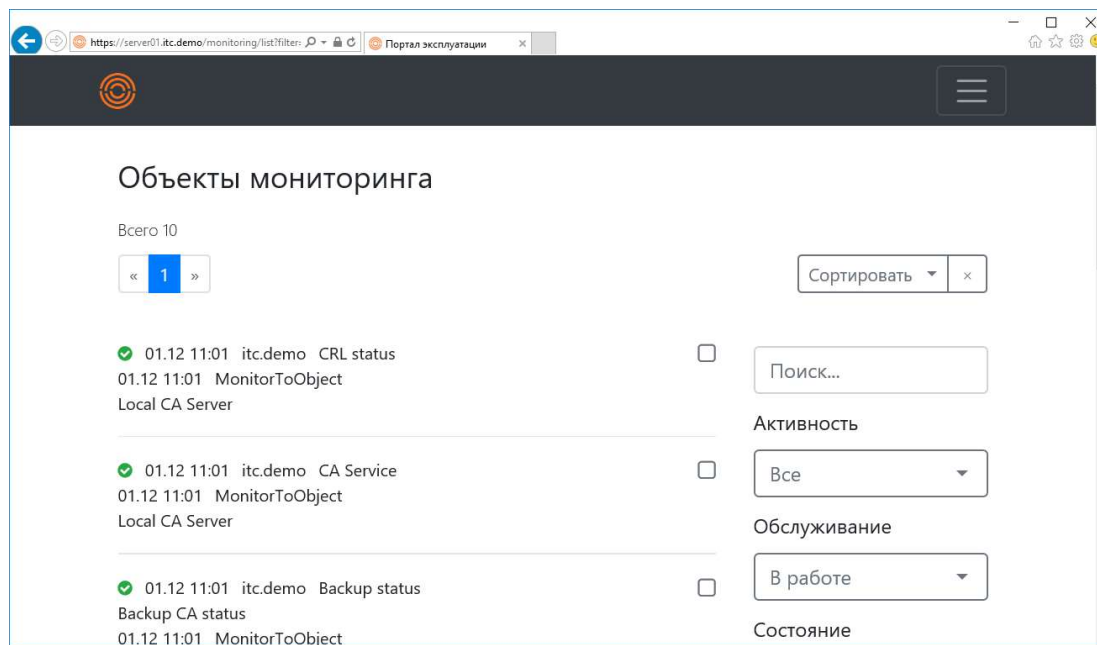 https://server01.itc.demo/monitoring/list?filter:
Портал эксплуатации
Объекты мониторинга
Всего 10
« 1 »
Сортировать ×
01.12 11:01 itc.demo CRL status
01.12 11:01 MonitorToObject
Local CA Server
01.12 11:01 itc.demo CA Service
01.12 11:01 MonitorToObject
Local CA Server
01.12 11:01 itc.demo Backup status
Backup CA status
01.12 11:01 MonitorToObject
Поиск...
Активность
Все
Обслуживание
В работе
Состояние